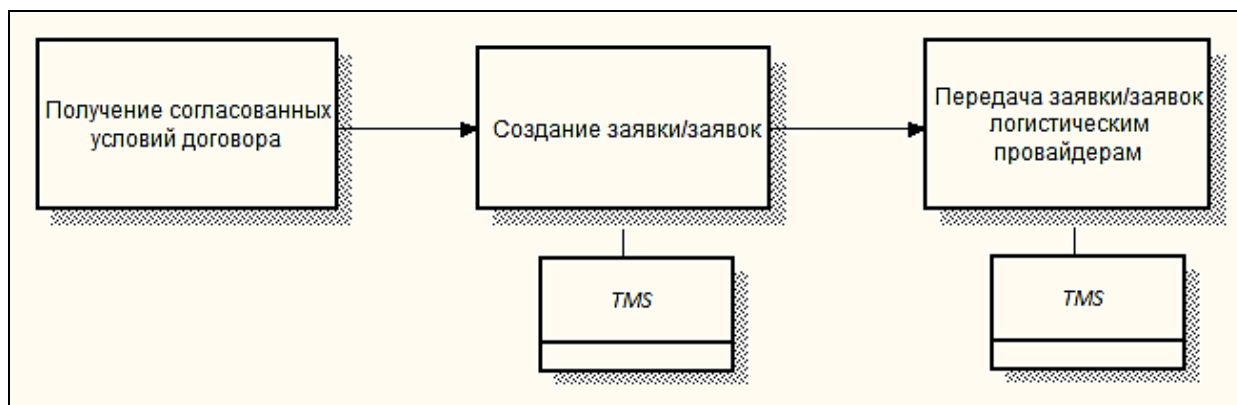 Получение согласованных
условий договора
Создание заявки/заявок
Передача заявки/заявок
логистическим
провайдерам
TMS
TMS